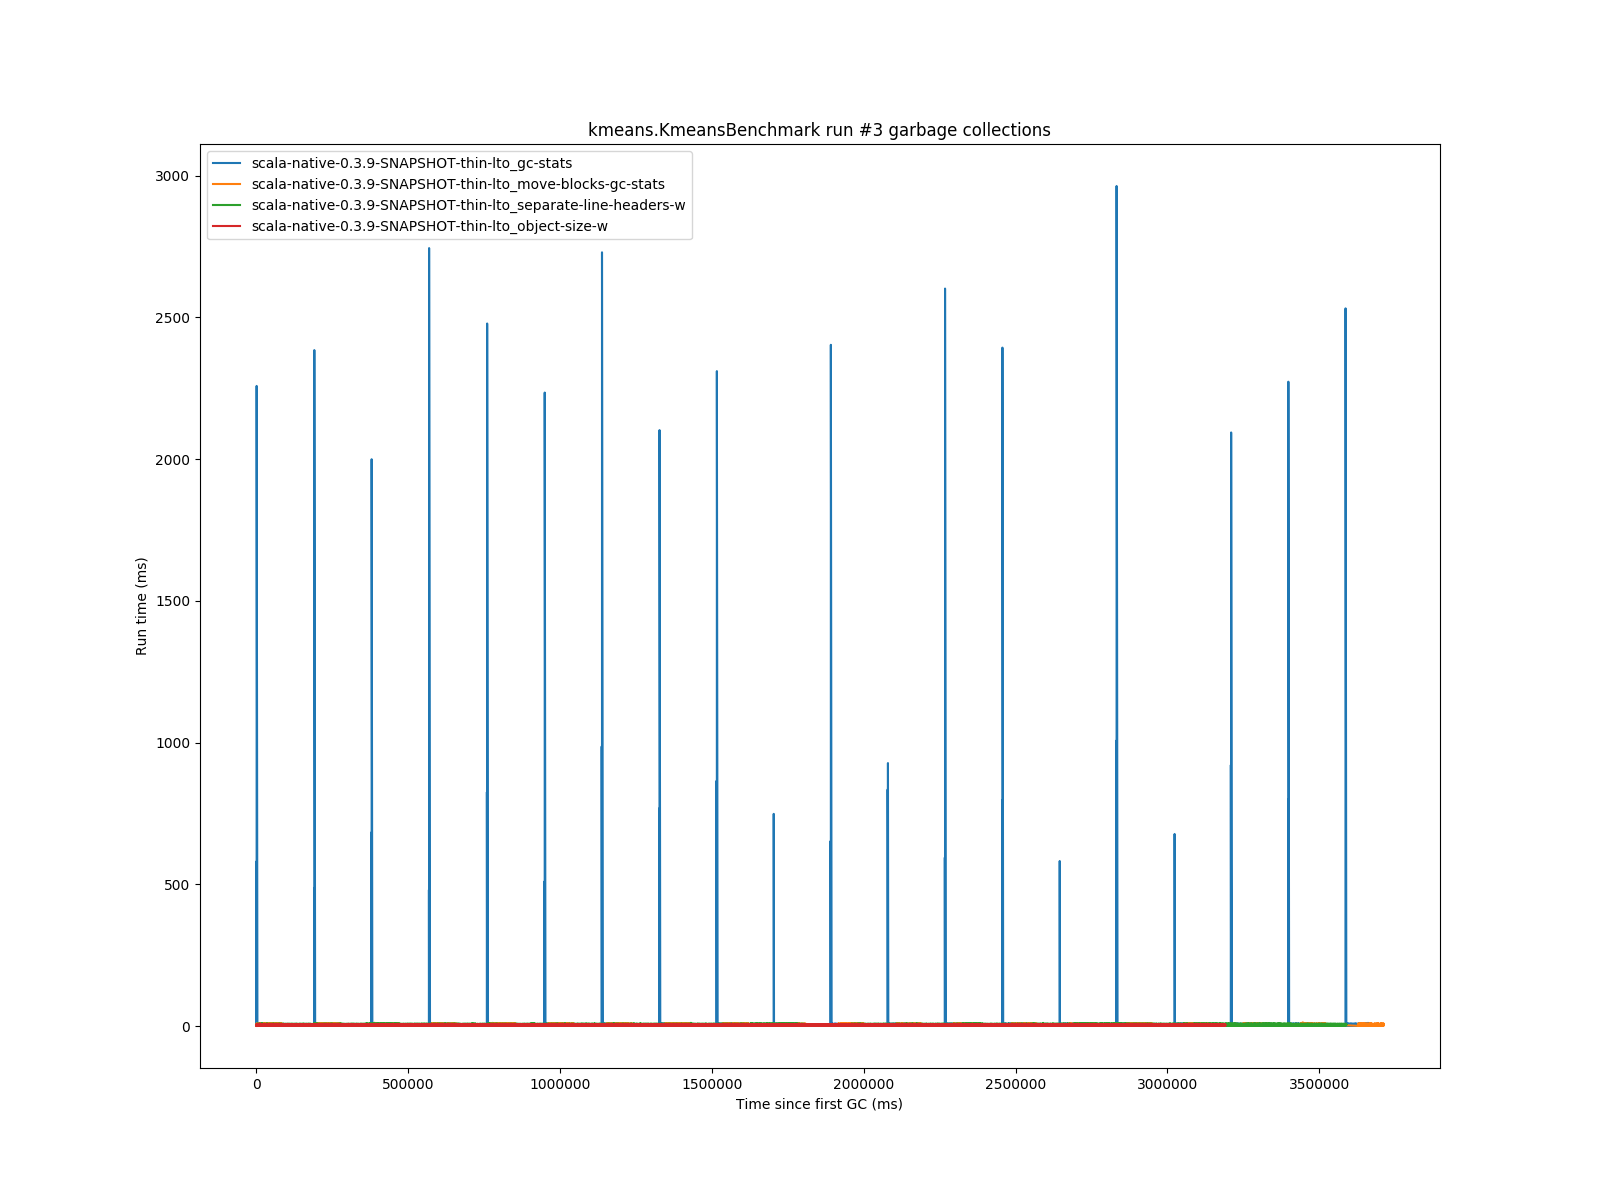 kmeans.KmeansBenchmark run #3 garbage collections
scala-native-0.3.9-SNAPSHOT-thin-lto_gc-stats
scala-native-0.3.9-SNAPSHOT-thin-lto_move-blocks-gc-stats
scala-native-0.3.9-SNAPSHOT-thin-lto_separate-line-headers-w
scala-native-0.3.9-SNAPSHOT-thin-lto_object-size-w
3000
2500
2000
1500
1000
500
0
Run time (ms)
0 500000 1000000 1500000 2000000 2500000 3000000 3500000
Time since first GC (ms)